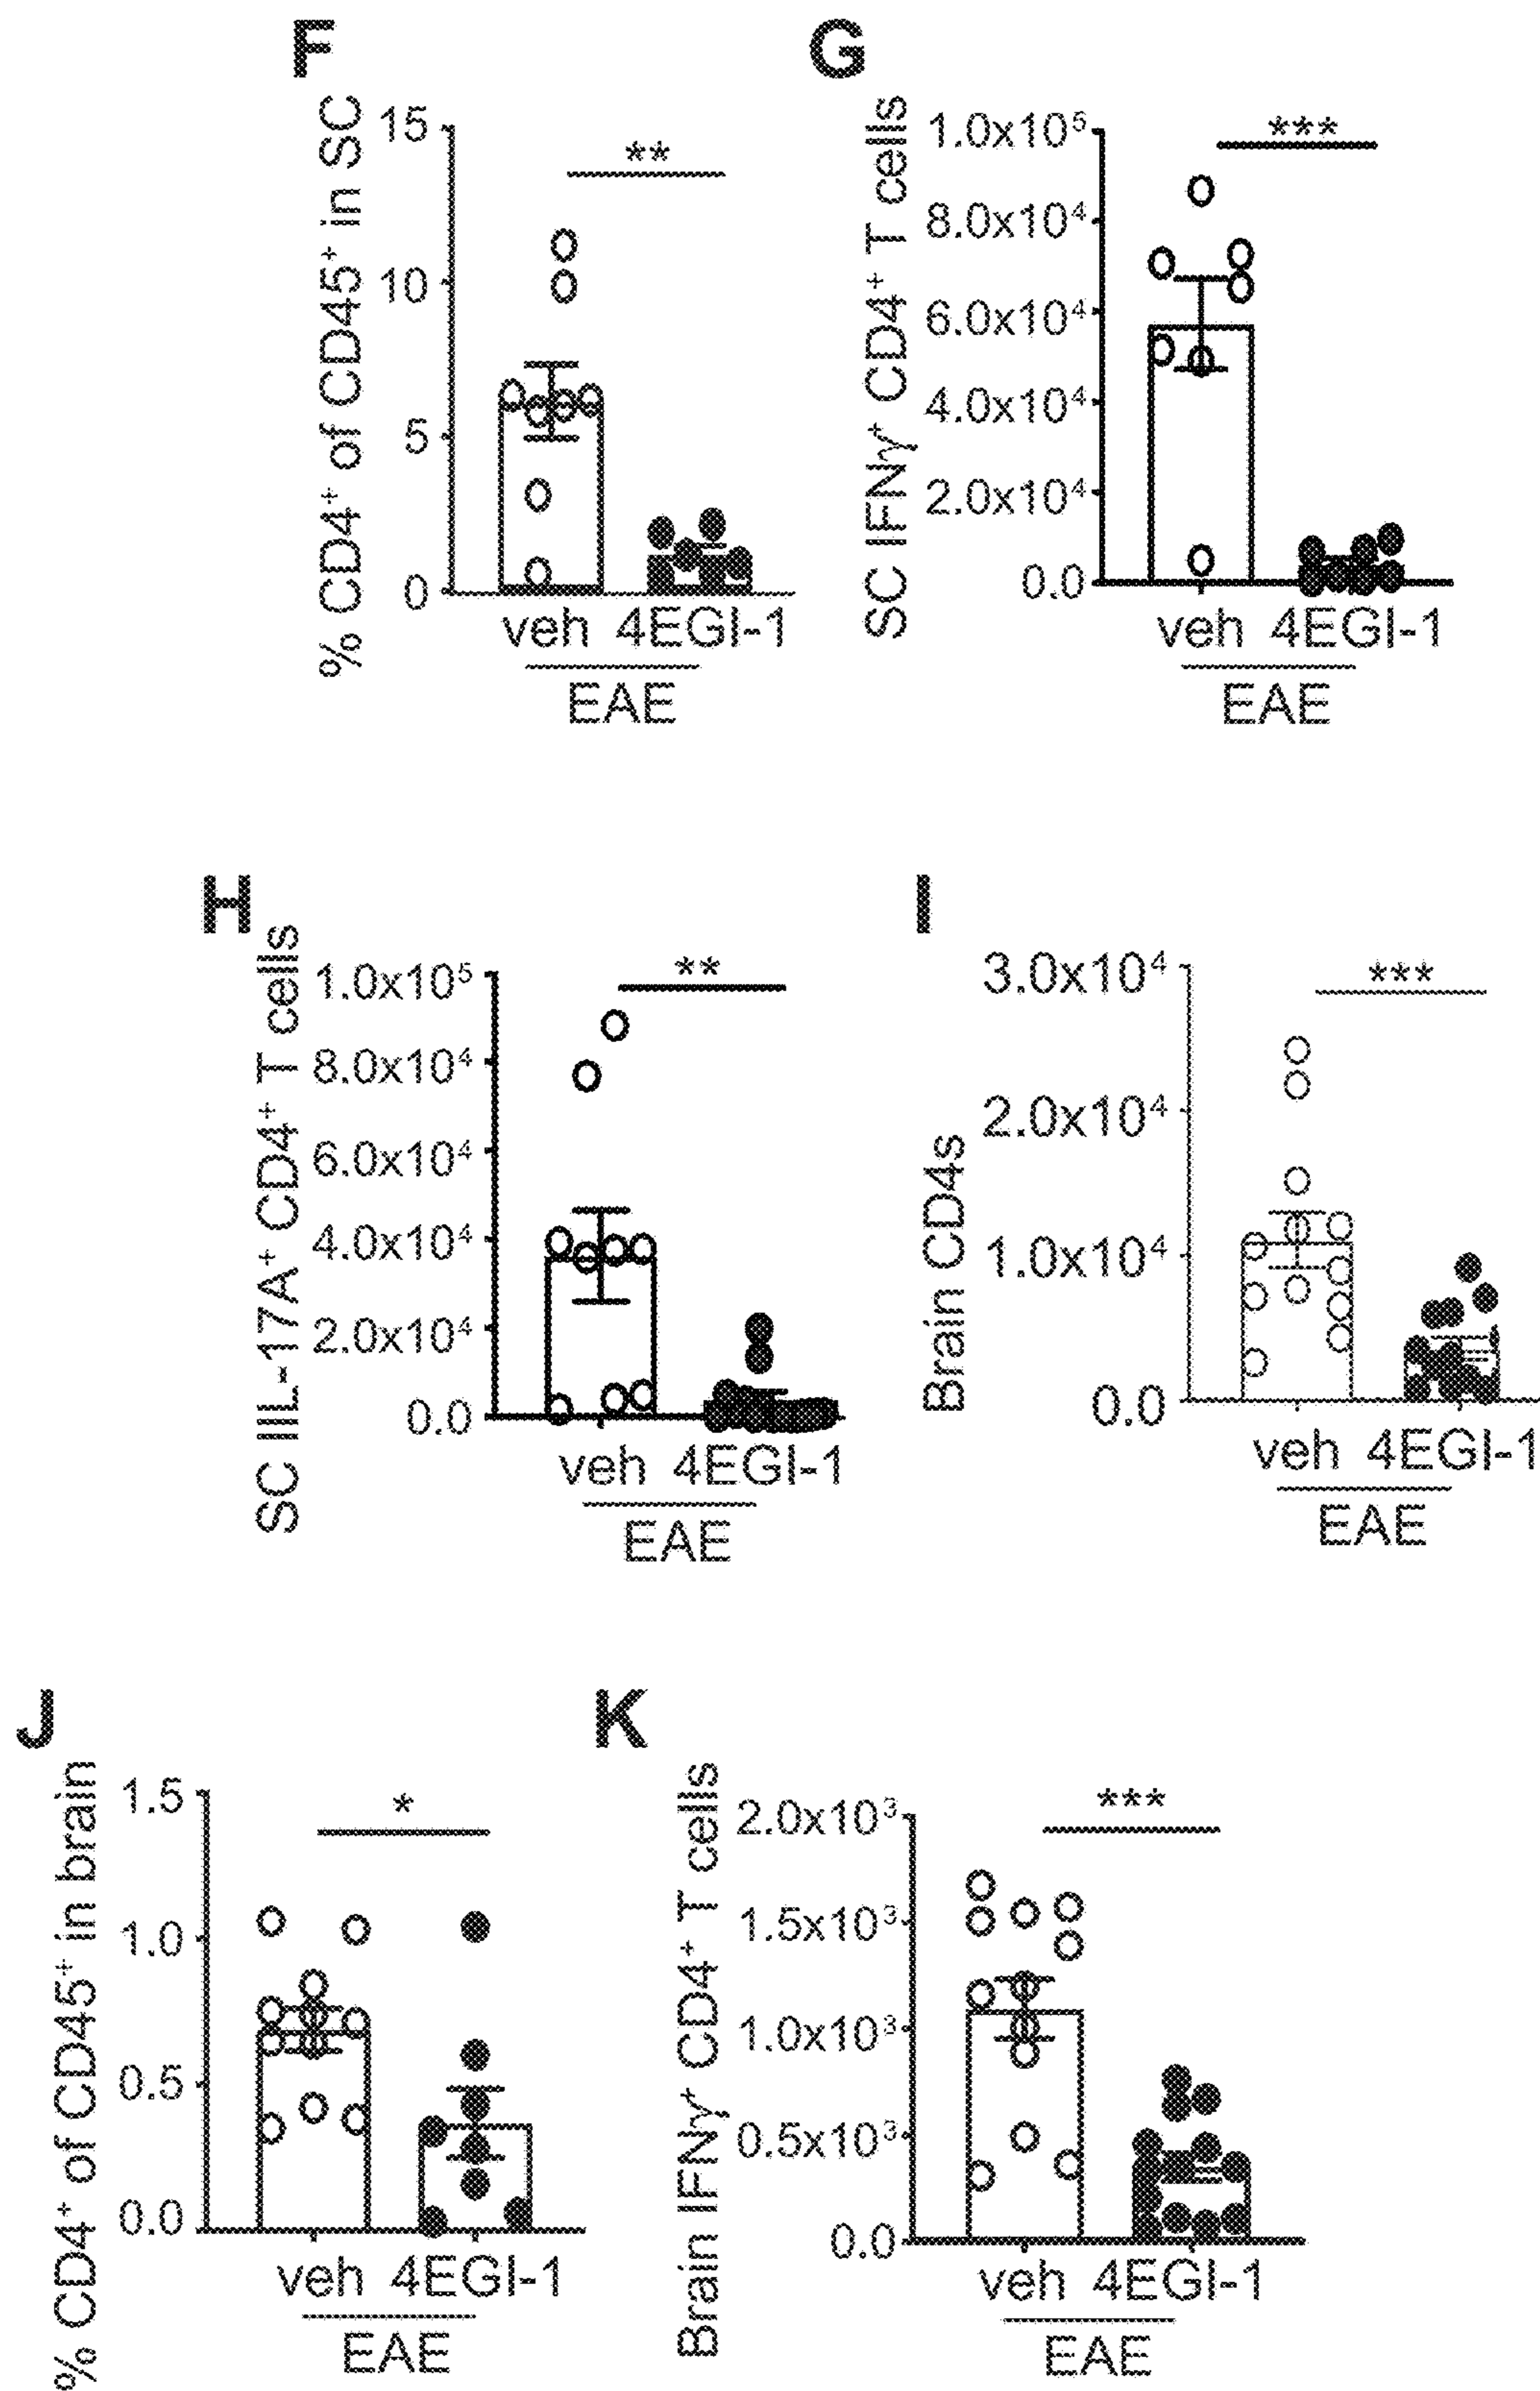 F
% CD4⁺ of CD45⁺ in SC
15
10
5
0
**
veh 4EGI-1
EAE
G
SC IFNγ⁺ CD4⁺ T cells
1.0x10⁵
8.0x10⁴
6.0x10⁴
4.0x10⁴
2.0x10⁴
0.0
***
veh 4EGI-1
EAE
H
SC IIL-17A⁺ CD4⁺ T cells
1.0x10⁵
8.0x10⁴
6.0x10⁴
4.0x10⁴
2.0x10⁴
0.0
**
veh 4EGI-1
EAE
I
Brain CD4s
3.0x10⁴
2.0x10⁴
1.0x10⁴
0.0
***
veh 4EGI-1
EAE
J
% CD4⁺ of CD45⁺ in brain
1.5
1.0
0.5
0.0
*
veh 4EGI-1
EAE
K
Brain IFNγ⁺ CD4⁺ T cells
2.0x10³
1.5x10³
1.0x10³
0.5x10³
0.0
***
veh 4EGI-1
EAE